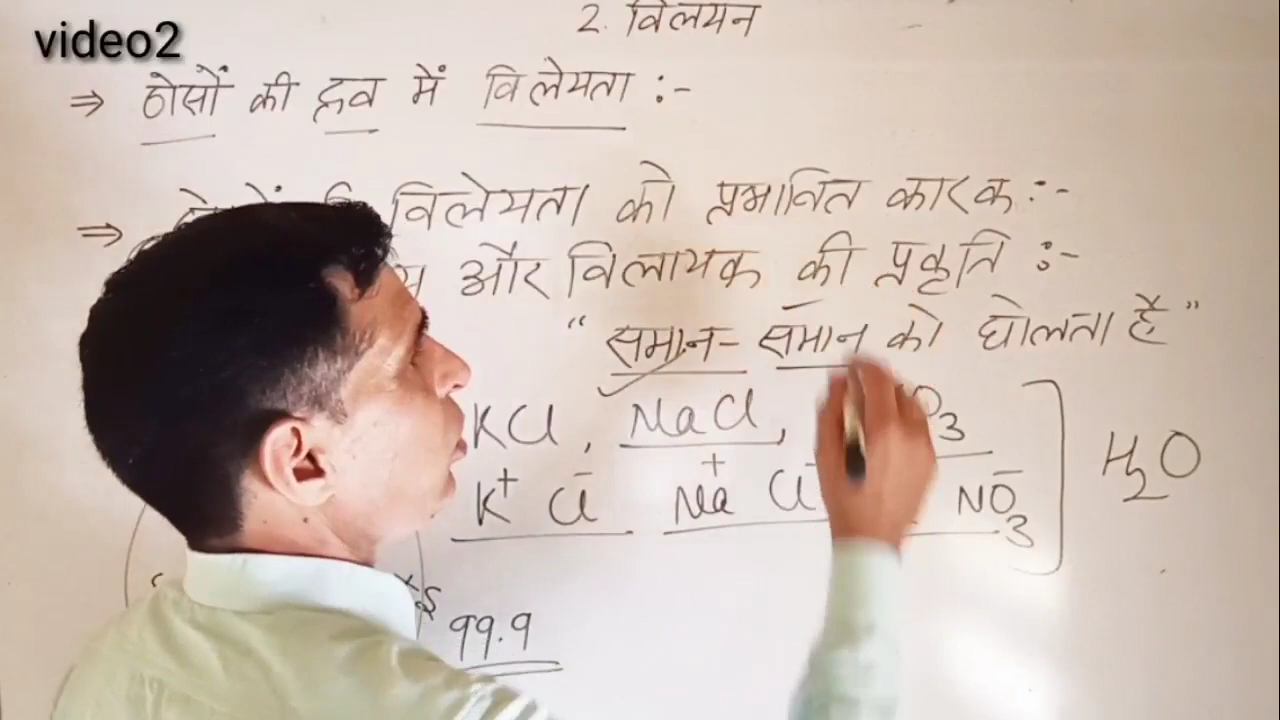 video2
2. विलयन
⇒ ठोसों की द्रव में विलेयता :-
⇒ विलेयता को प्रभावित कारक :-
और विलायक की प्रकृति :-
“ समान - समान को घोलता है ”
KCl , NaCl, O3 H2O
K+ Cl- Na+ Cl- NO3-
99.9